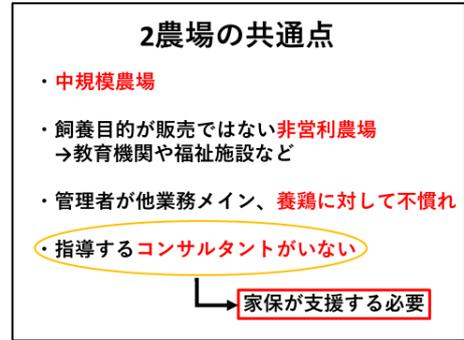 2農場の共通点
・中規模農場
・飼養目的が販売ではない非営利農場
→教育機関や福祉施設など
・管理者が他業務メイン、養鶏に対して不慣れ
・指導するコンサルタントがいない
家保が支援する必要